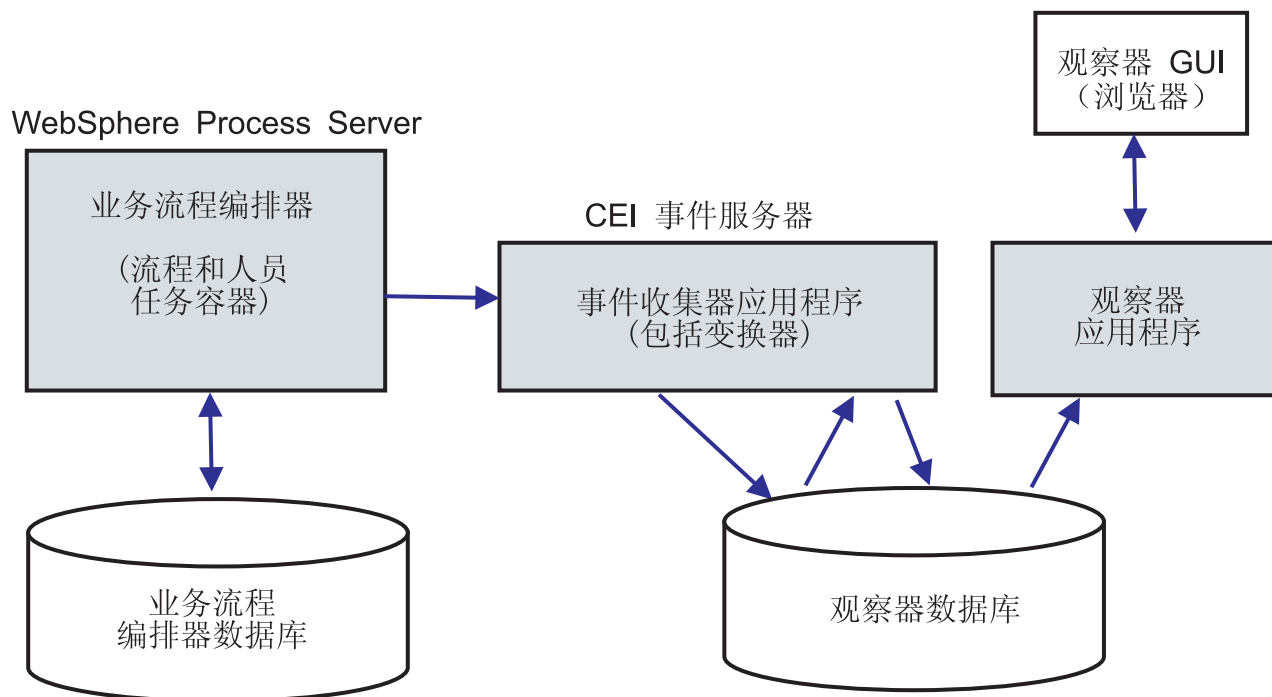 观察器 GUI
（浏览器）
WebSphere Process Server
业务流程编排器
(流程和人员
任务容器)
CEI 事件服务器
事件收集器应用程序
(包括变换器)
观察器
应用程序
业务流程
编排器数据库
观察器数据库